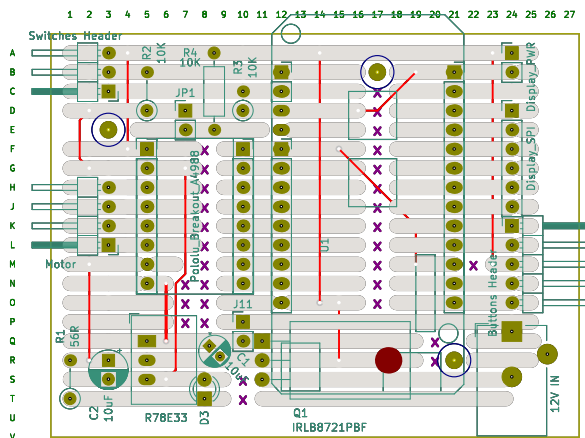 1 2 3 4 5 6 7 8 9 10 11 12 13 14 15 16 17 18 19 20 21 22 23 24 25 26 27
Switches Header
A
B
C
D
E
F
G
H
J
K
L
M
N
O
P
Q
R
S
T
U
V
R2
10K
R4
10K
R3
10K
JP1
Display_PWR
Display_SPI
Pololu_Breakout_A4988
U1
Motor
Buttons Header
J11
R1
56R
C1
10uF
C2
10uF
R78E33
D3
Q1
IRLB8721PBF
12V IN